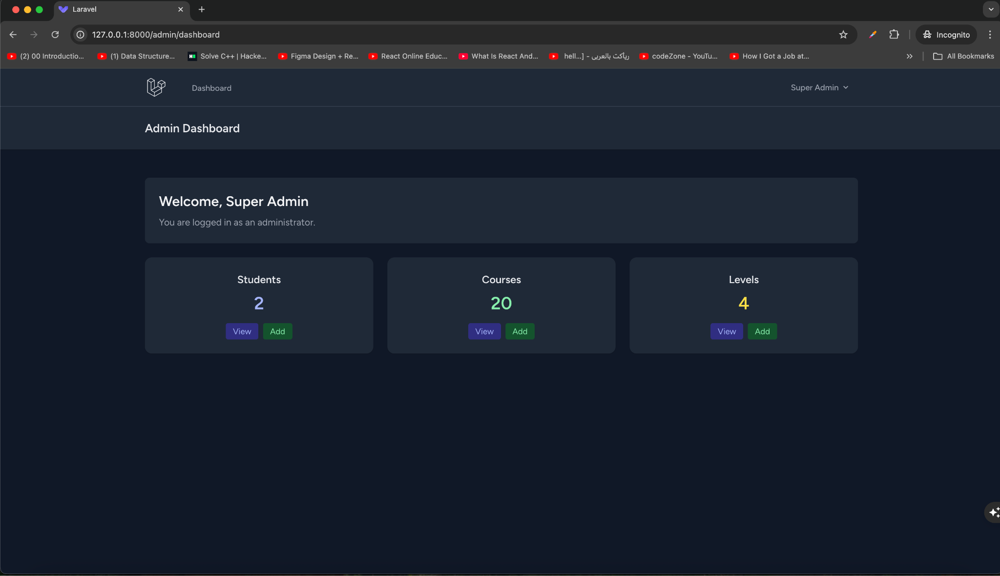 Laravel
127.0.0.1:8000/admin/dashboard
Incognito
(2) 00 Introductio...
(1) Data Structure...
Solve C++ | Hacke...
Figma Design + Re...
React Online Educ...
What Is React And...
hell...] - رياكت بالعربى
codeZone - YouTu...
How I Got a Job at...
All Bookmarks
Dashboard
Super Admin
Admin Dashboard
Welcome, Super Admin
You are logged in as an administrator.
Students
2
View Add
Courses
20
View Add
Levels
4
View Add